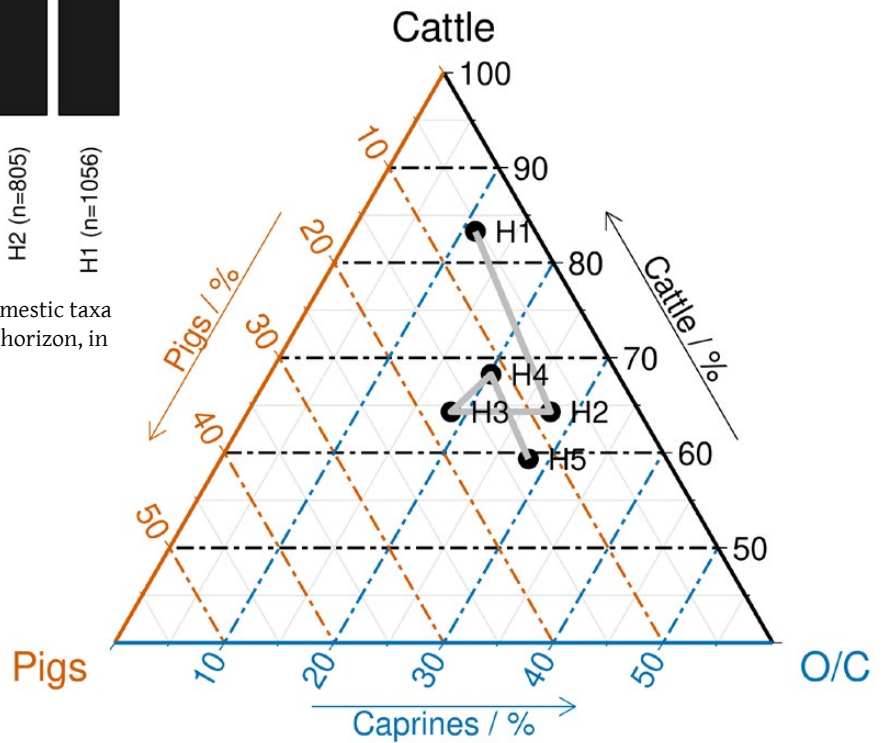 Cattle
100
10
90
H2 (n=805)
H1 (n=1056)
H1
20
80
mestic taxa
horizon, in
Pigs / %
Cattle / %
30
70
H4
40
H3
H2
60
H5
50
50
Pigs
10
20
30
40
50
O/C
Caprines / %